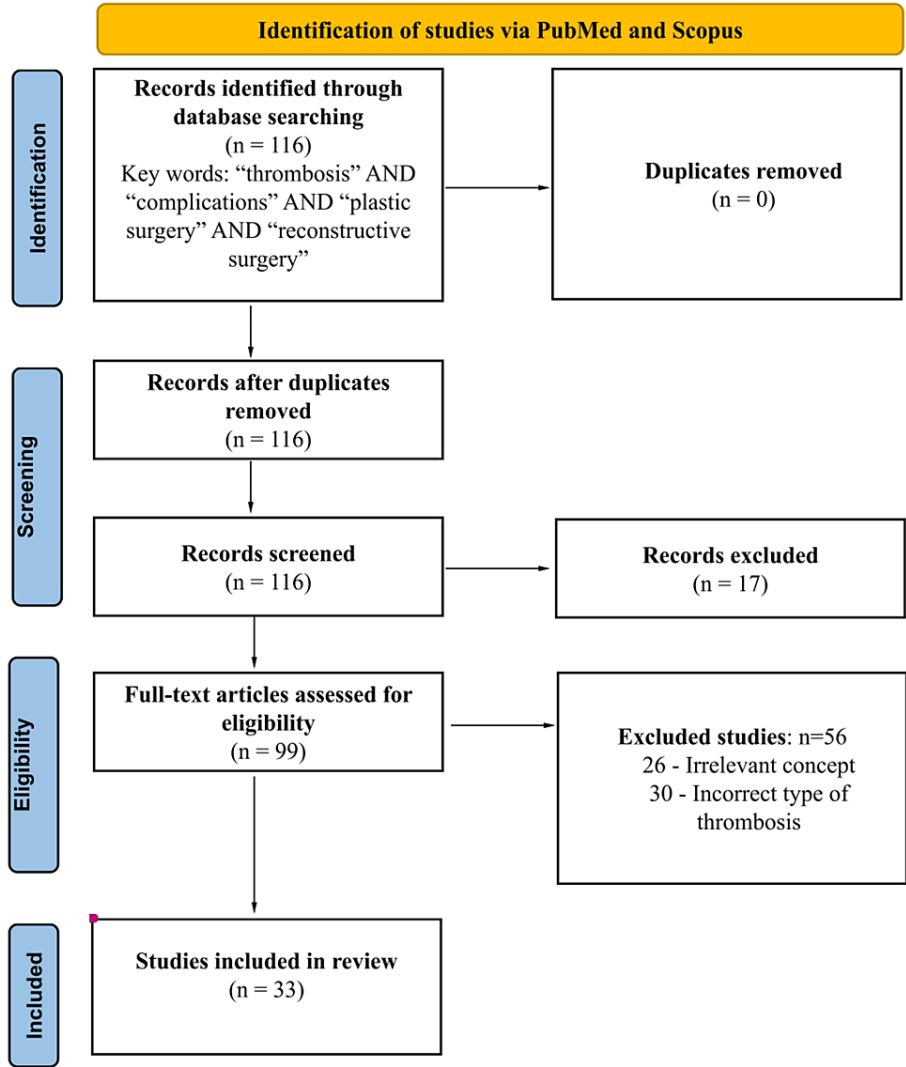 Identification of studies via PubMed and Scopus
Identification
Records identified through
database searching
(n = 116)
Key words: “thrombosis” AND
“complications” AND “plastic
surgery” AND “reconstructive
surgery”
Duplicates removed
(n = 0)
Screening
Records after duplicates
removed
(n = 116)
Records screened
(n = 116)
Records excluded
(n = 17)
Eligibility
Full-text articles assessed for
eligibility
(n = 99)
Excluded studies: n=56
26 - Irrelevant concept
30 - Incorrect type of
thrombosis
Included
Studies included in review
(n = 33)